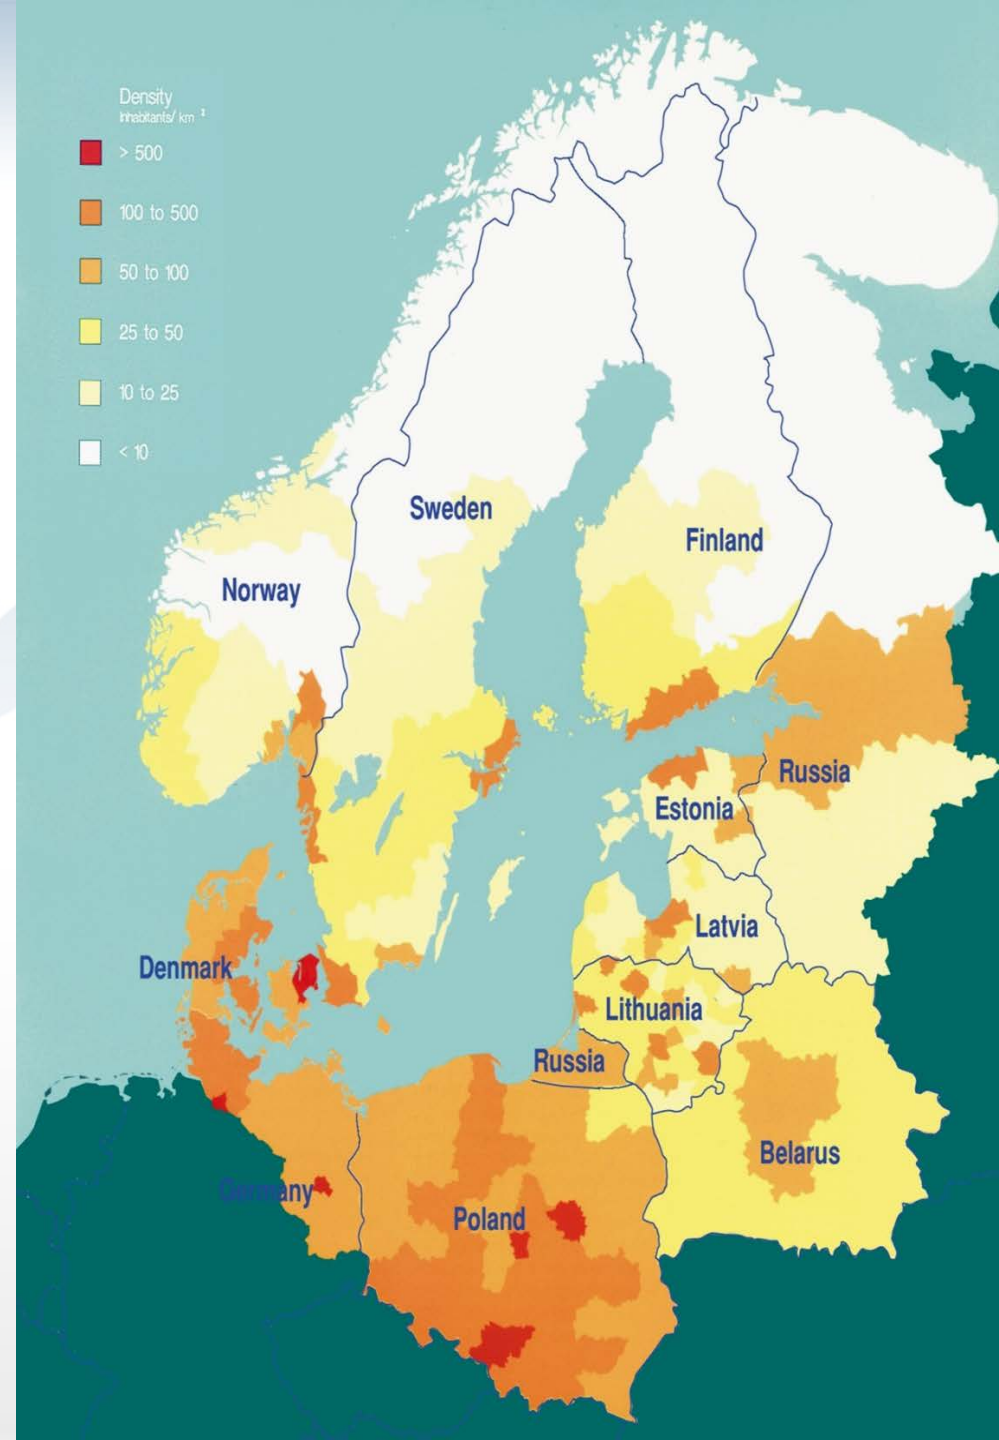 Density
Inhabitants/ km ²
> 500
100 to 500
50 to 100
25 to 50
10 to 25
< 10
Sweden
Finland
Norway
Russia
Estonia
Latvia
Denmark
Lithuania
Russia
Belarus
Germany
Poland